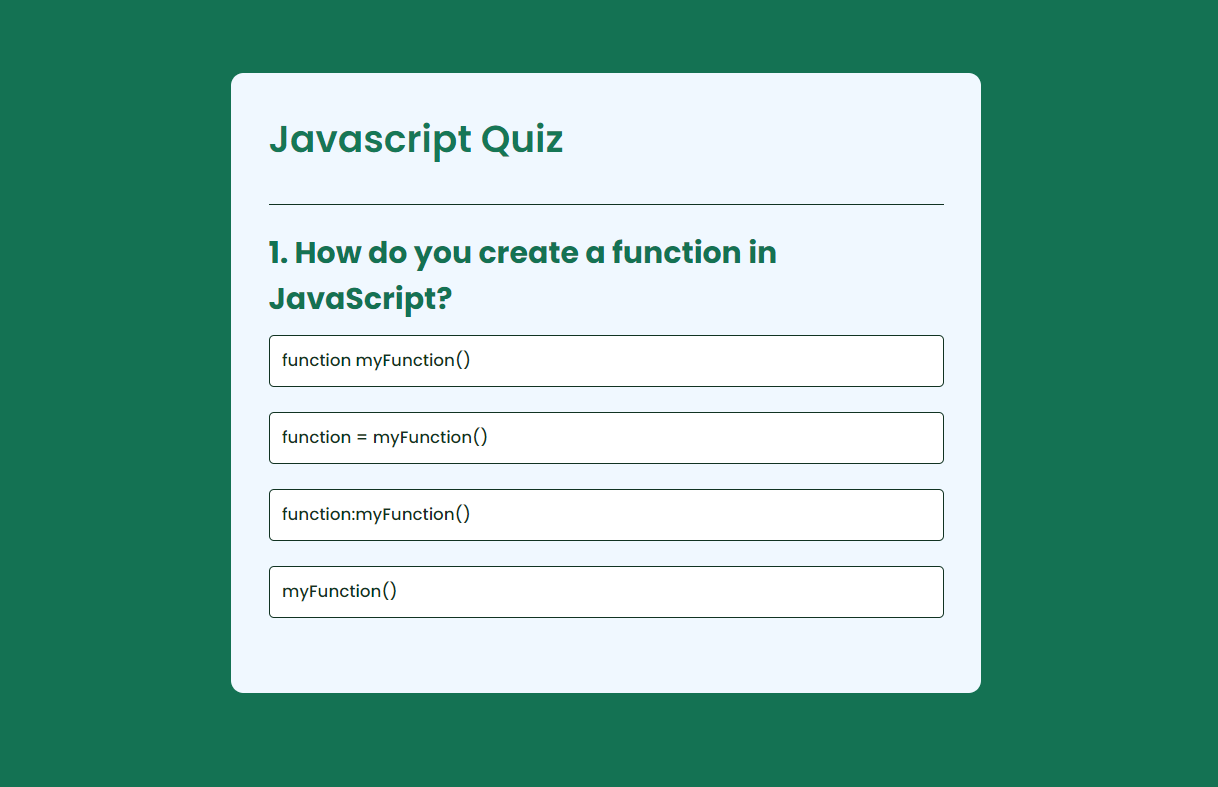 Javascript Quiz
1. How do you create a function in
JavaScript?
function myFunction()
function = myFunction()
function:myFunction()
myFunction()